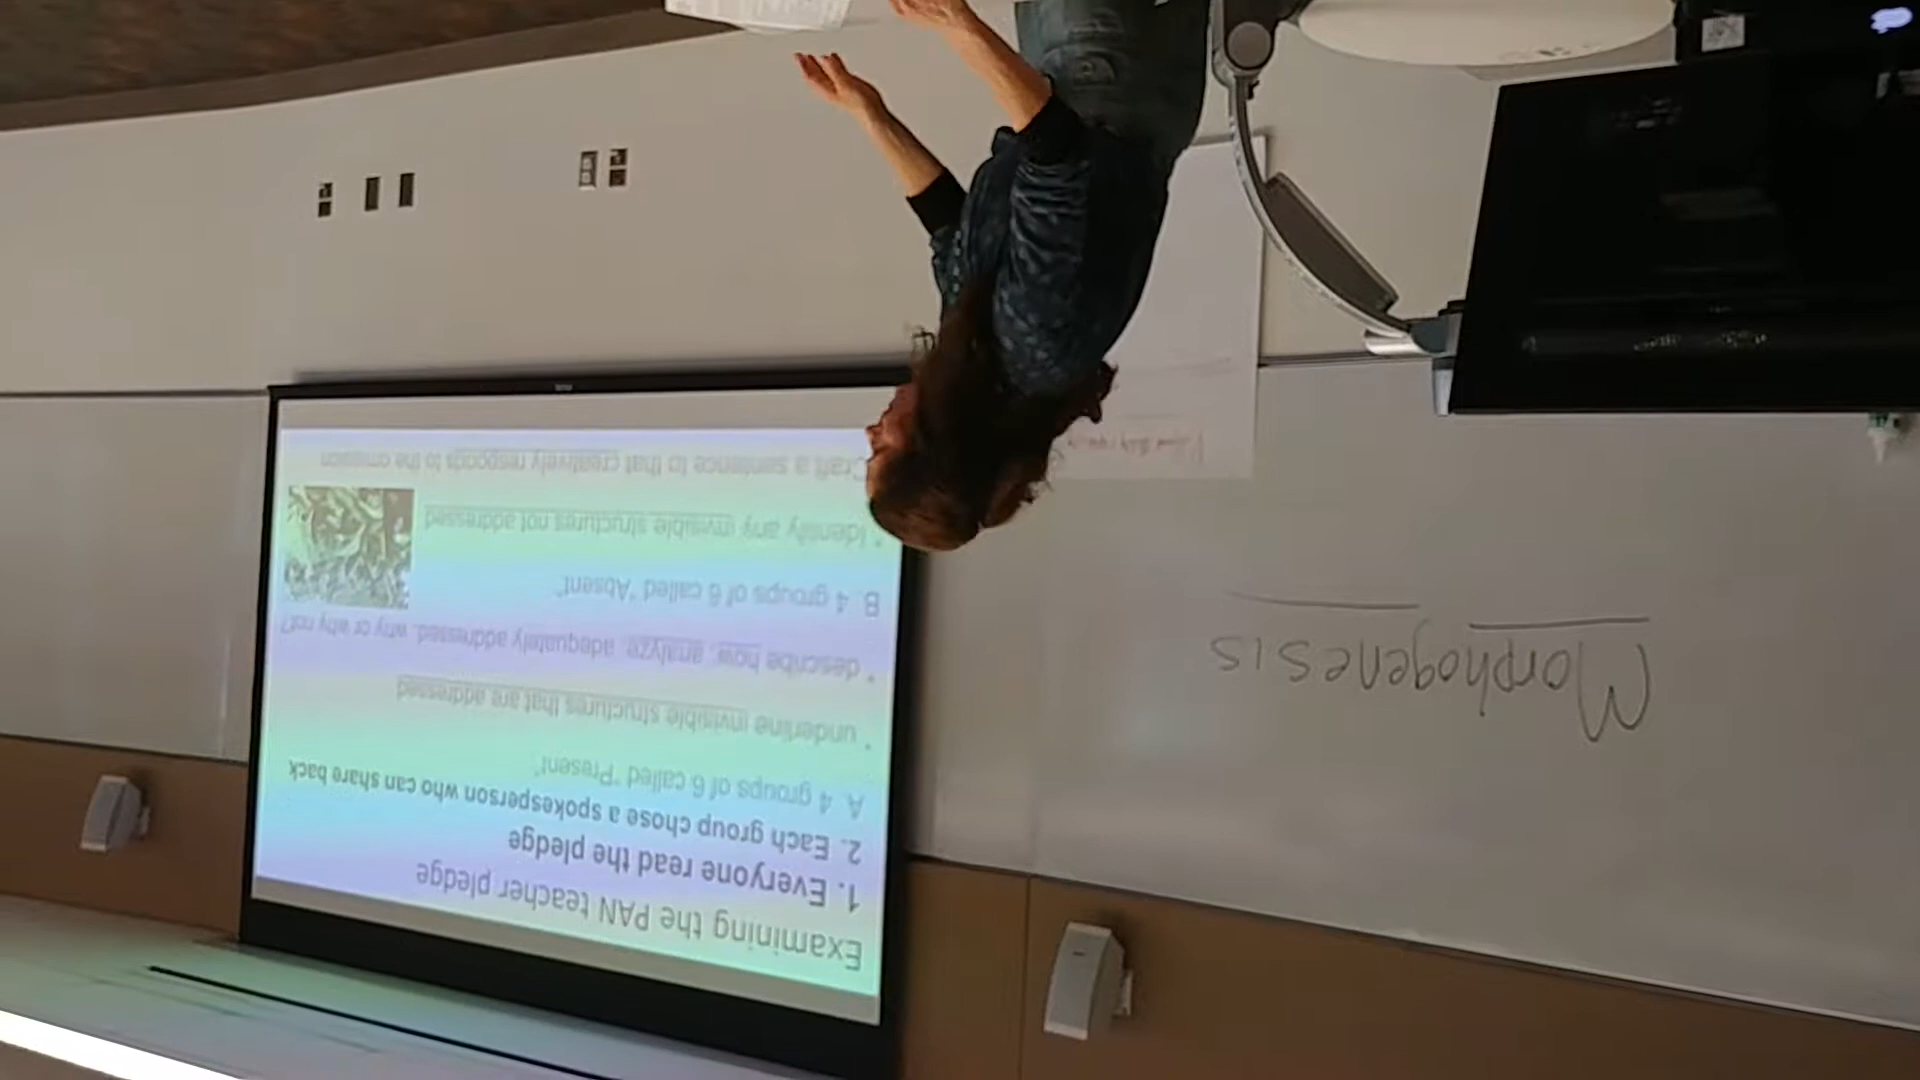 Morphogenesis
Examining the PAN teacher pledge
1. Everyone read the pledge
2. Each group chose a spokesperson who can share back
A. 4 groups of 6 called "Present"
* underline invisible structures that are addressed
* describe how, analyze, adequately addressed, why or why not?
B. 4 groups of 6 called "Absent"
* Identify any invisible structures not addressed
Craft a sentence to that creatively responds to the omission